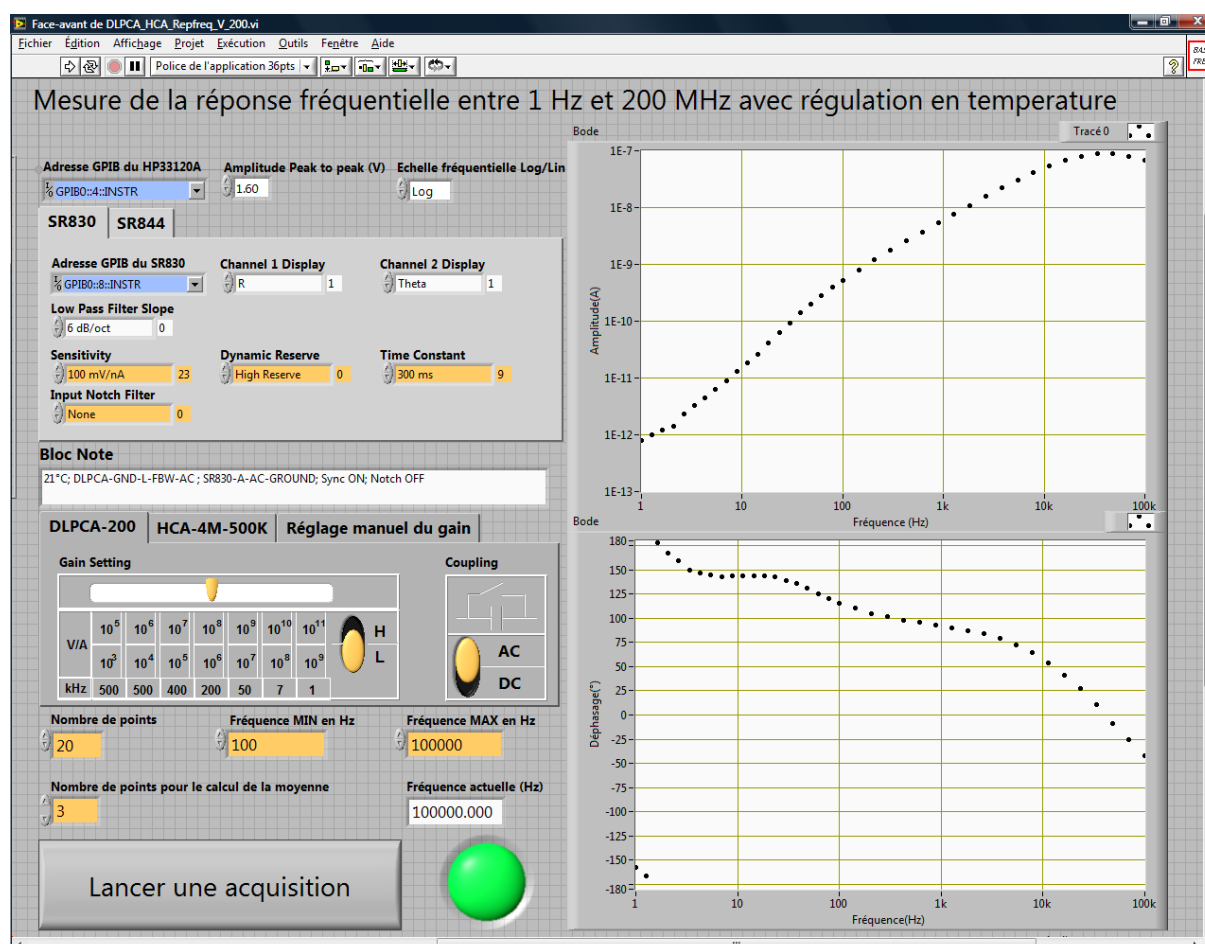 Face-avant de DLPCA_HCA_Repfreq_V_200.vi
Fichier Édition Affichage Projet Exécution Outils Fenêtre Aide
Police de l'application 36pts
Mesure de la réponse fréquentielle entre 1 Hz et 200 MHz avec régulation en temperature
Adresse GPIB du HP33120A Amplitude Peak to peak (V) Echelle fréquentielle Log/Lin
GPIB0::4::INSTR 1.60 Log
SR830 SR844
Adresse GPIB du SR830 Channel 1 Display Channel 2 Display
GPIB0::8::INSTR R 1 Theta 1
Low Pass Filter Slope
6 dB/oct 0
Sensitivity Dynamic Reserve Time Constant
100 mV/nA 23 High Reserve 0 300 ms 9
Input Notch Filter
None 0
Bloc Note
21°C; DLPCA-GND-L-FBW-AC ; SR830-A-AC-GROUND; Sync ON; Notch OFF
DLPCA-200 HCA-4M-500K Réglage manuel du gain
Gain Setting Coupling
V/A
10^5 10^6 10^7 10^8 10^9 10^10 10^11 H
10^3 10^4 10^5 10^6 10^7 10^8 10^9 L
kHz 500 500 400 200 50 7 1
AC
DC
Nombre de points Fréquence MIN en Hz Fréquence MAX en Hz
20 100 100000
Nombre de points pour le calcul de la moyenne Fréquence actuelle (Hz)
3 100000.000
Lancer une acquisition
Bode Tracé 0
Amplitude(A)
1E-7
1E-8
1E-9
1E-10
1E-11
1E-12
1E-13
1 10 100 1k 10k 100k
Fréquence (Hz)
Bode
Déphasage(°)
180
150
125
100
75
50
25
0
-25
-50
-75
-100
-125
-150
-180
1 10 100 1k 10k 100k
Fréquence(Hz)